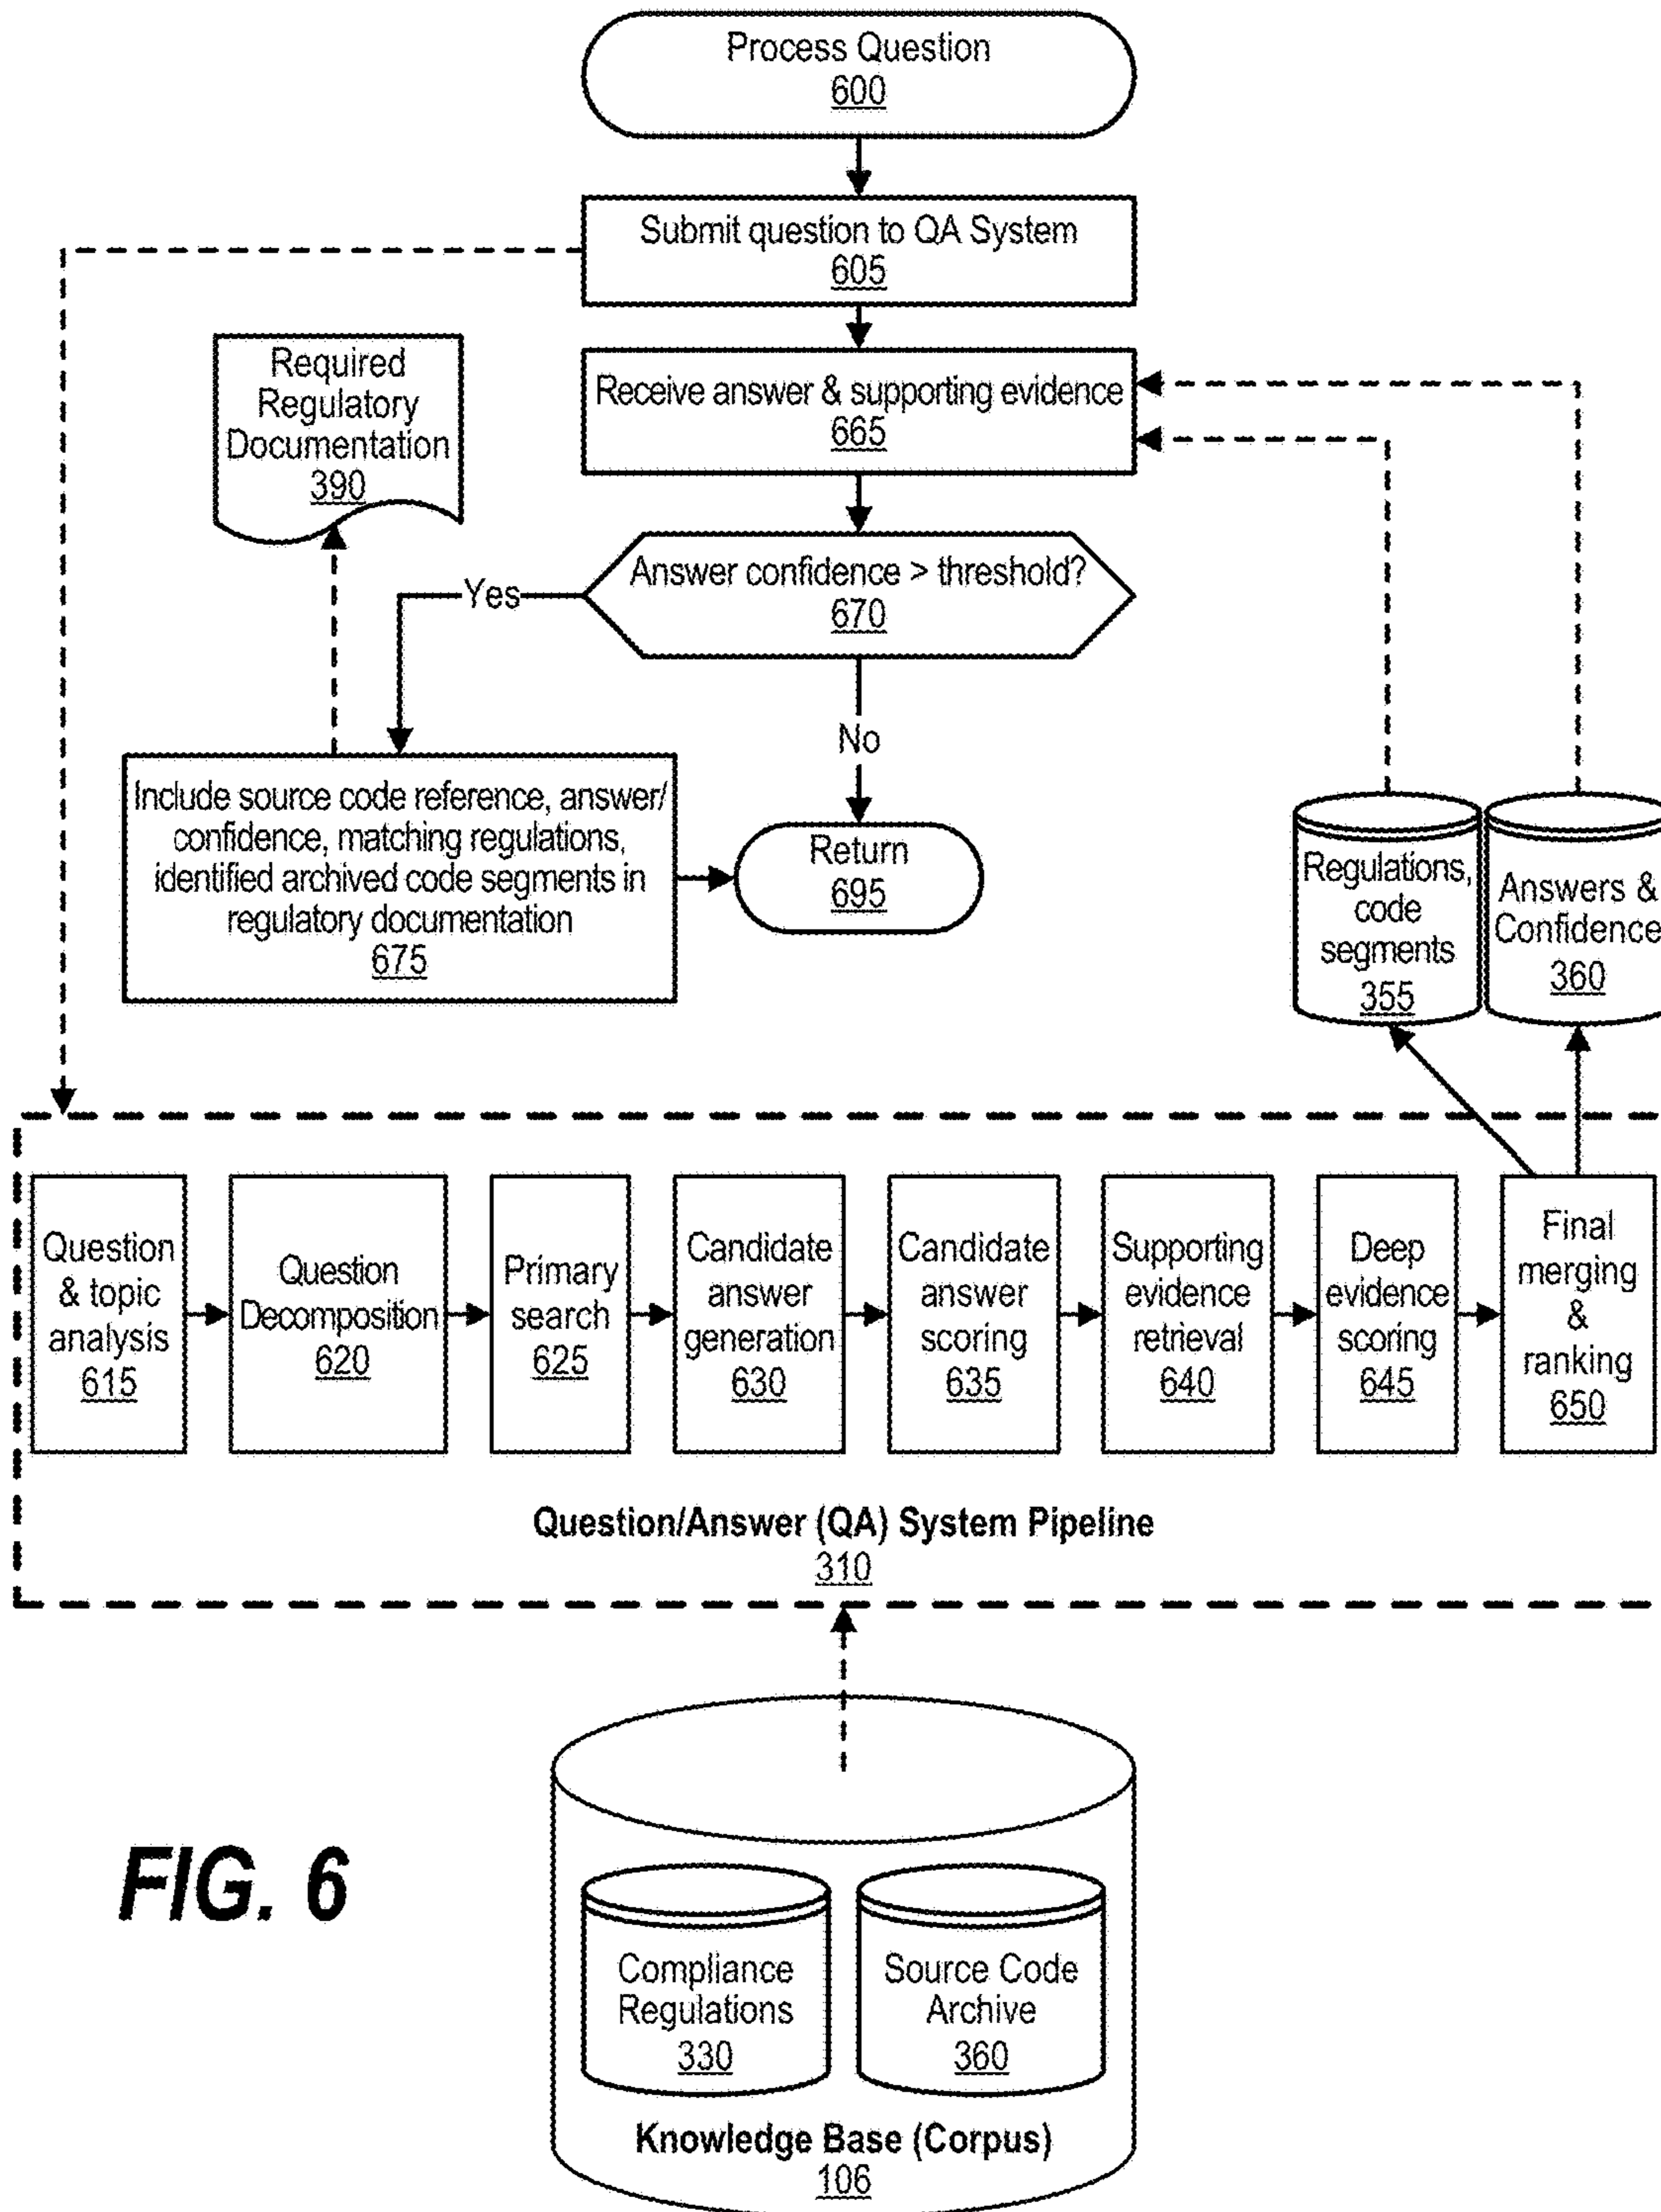 Process Question
600
Submit question to QA System
605
Required
Regulatory
Documentation
390
Receive answer & supporting evidence
665
Answer confidence > threshold?
670
Yes
No
Include source code reference, answer/
confidence, matching regulations,
identified archived code segments in
regulatory documentation
675
Return
695
Regulations,
code
segments
355
Answers &
Confidence
360
Question
& topic
analysis
615
Question
Decomposition
620
Primary
search
625
Candidate
answer
generation
630
Candidate
answer
scoring
635
Supporting
evidence
retrieval
640
Deep
evidence
scoring
645
Final
merging
&
ranking
650
Question/Answer (QA) System Pipeline
310
FIG. 6
Compliance
Regulations
330
Source Code
Archive
360
Knowledge Base (Corpus)
106